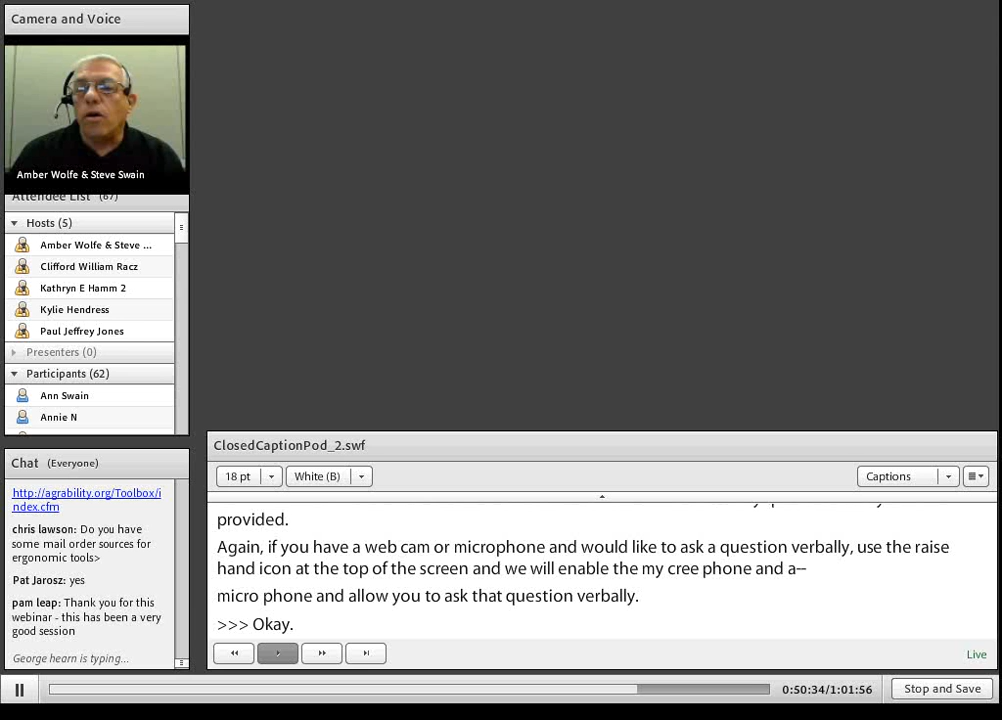 Camera and Voice
Amber Wolfe & Steve Swain
Attendee List (67)
Hosts (5)
Amber Wolfe & Steve ...
Clifford William Racz
Kathryn E Hamm 2
Kylie Hendress
Paul Jeffrey Jones
Presenters (0)
Participants (62)
Ann Swain
Annie N
Chat (Everyone)
http://agrability.org/Toolbox/i
ndex.cfm
chris lawson: Do you have
some mail order sources for
ergonomic tools>
Pat Jarosz: yes
pam leap: Thank you for this
webinar - this has been a very
good session
George hearn is typing...
ClosedCaptionPod_2.swf
18 pt
White (B)
Captions
provided.
Again, if you have a web cam or microphone and would like to ask a question verbally, use the raise
hand icon at the top of the screen and we will enable the my cree phone and a--
micro phone and allow you to ask that question verbally.
>>> Okay.
Live
0:50:34/1:01:56
Stop and Save